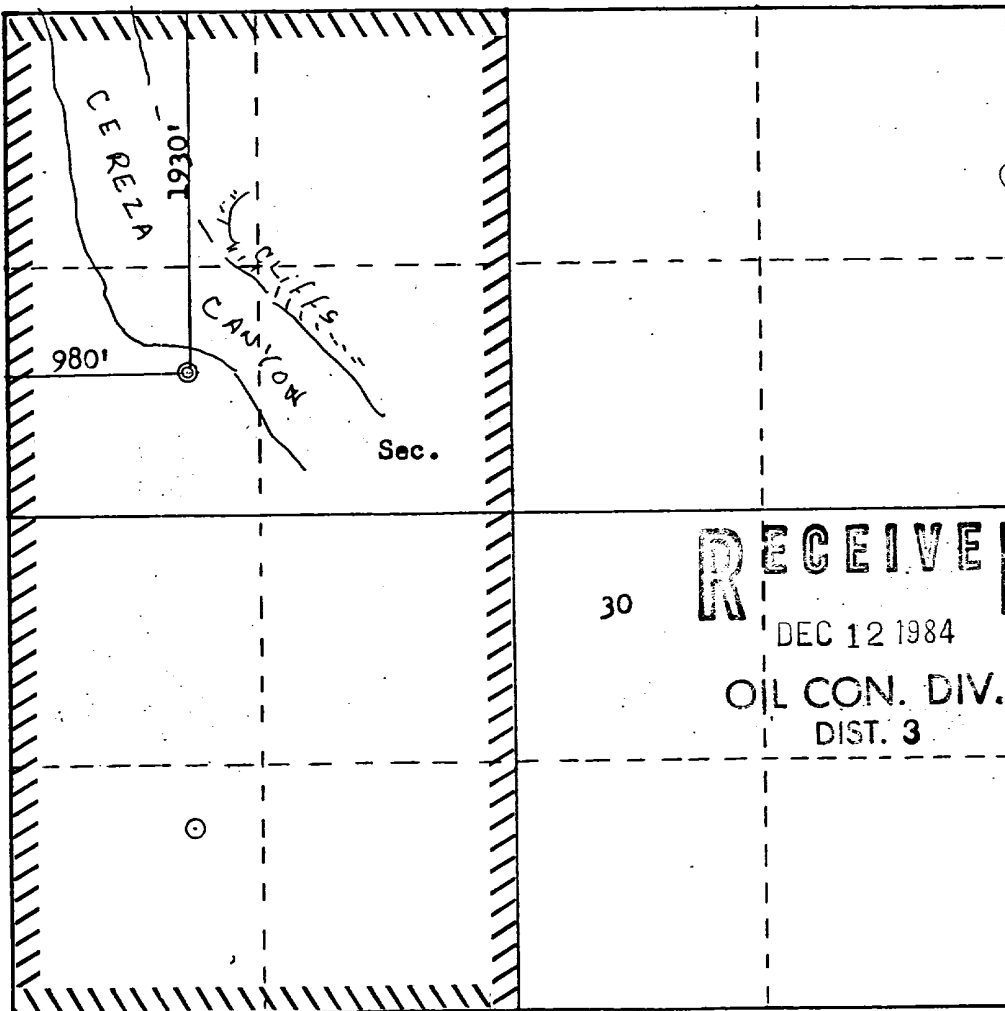 CEREZA
1930'
CLIFFS
CANYON
980'
Sec.
30
RECEIVE
DEC 12 1984
OIL CON. DIV.
DIST. 3